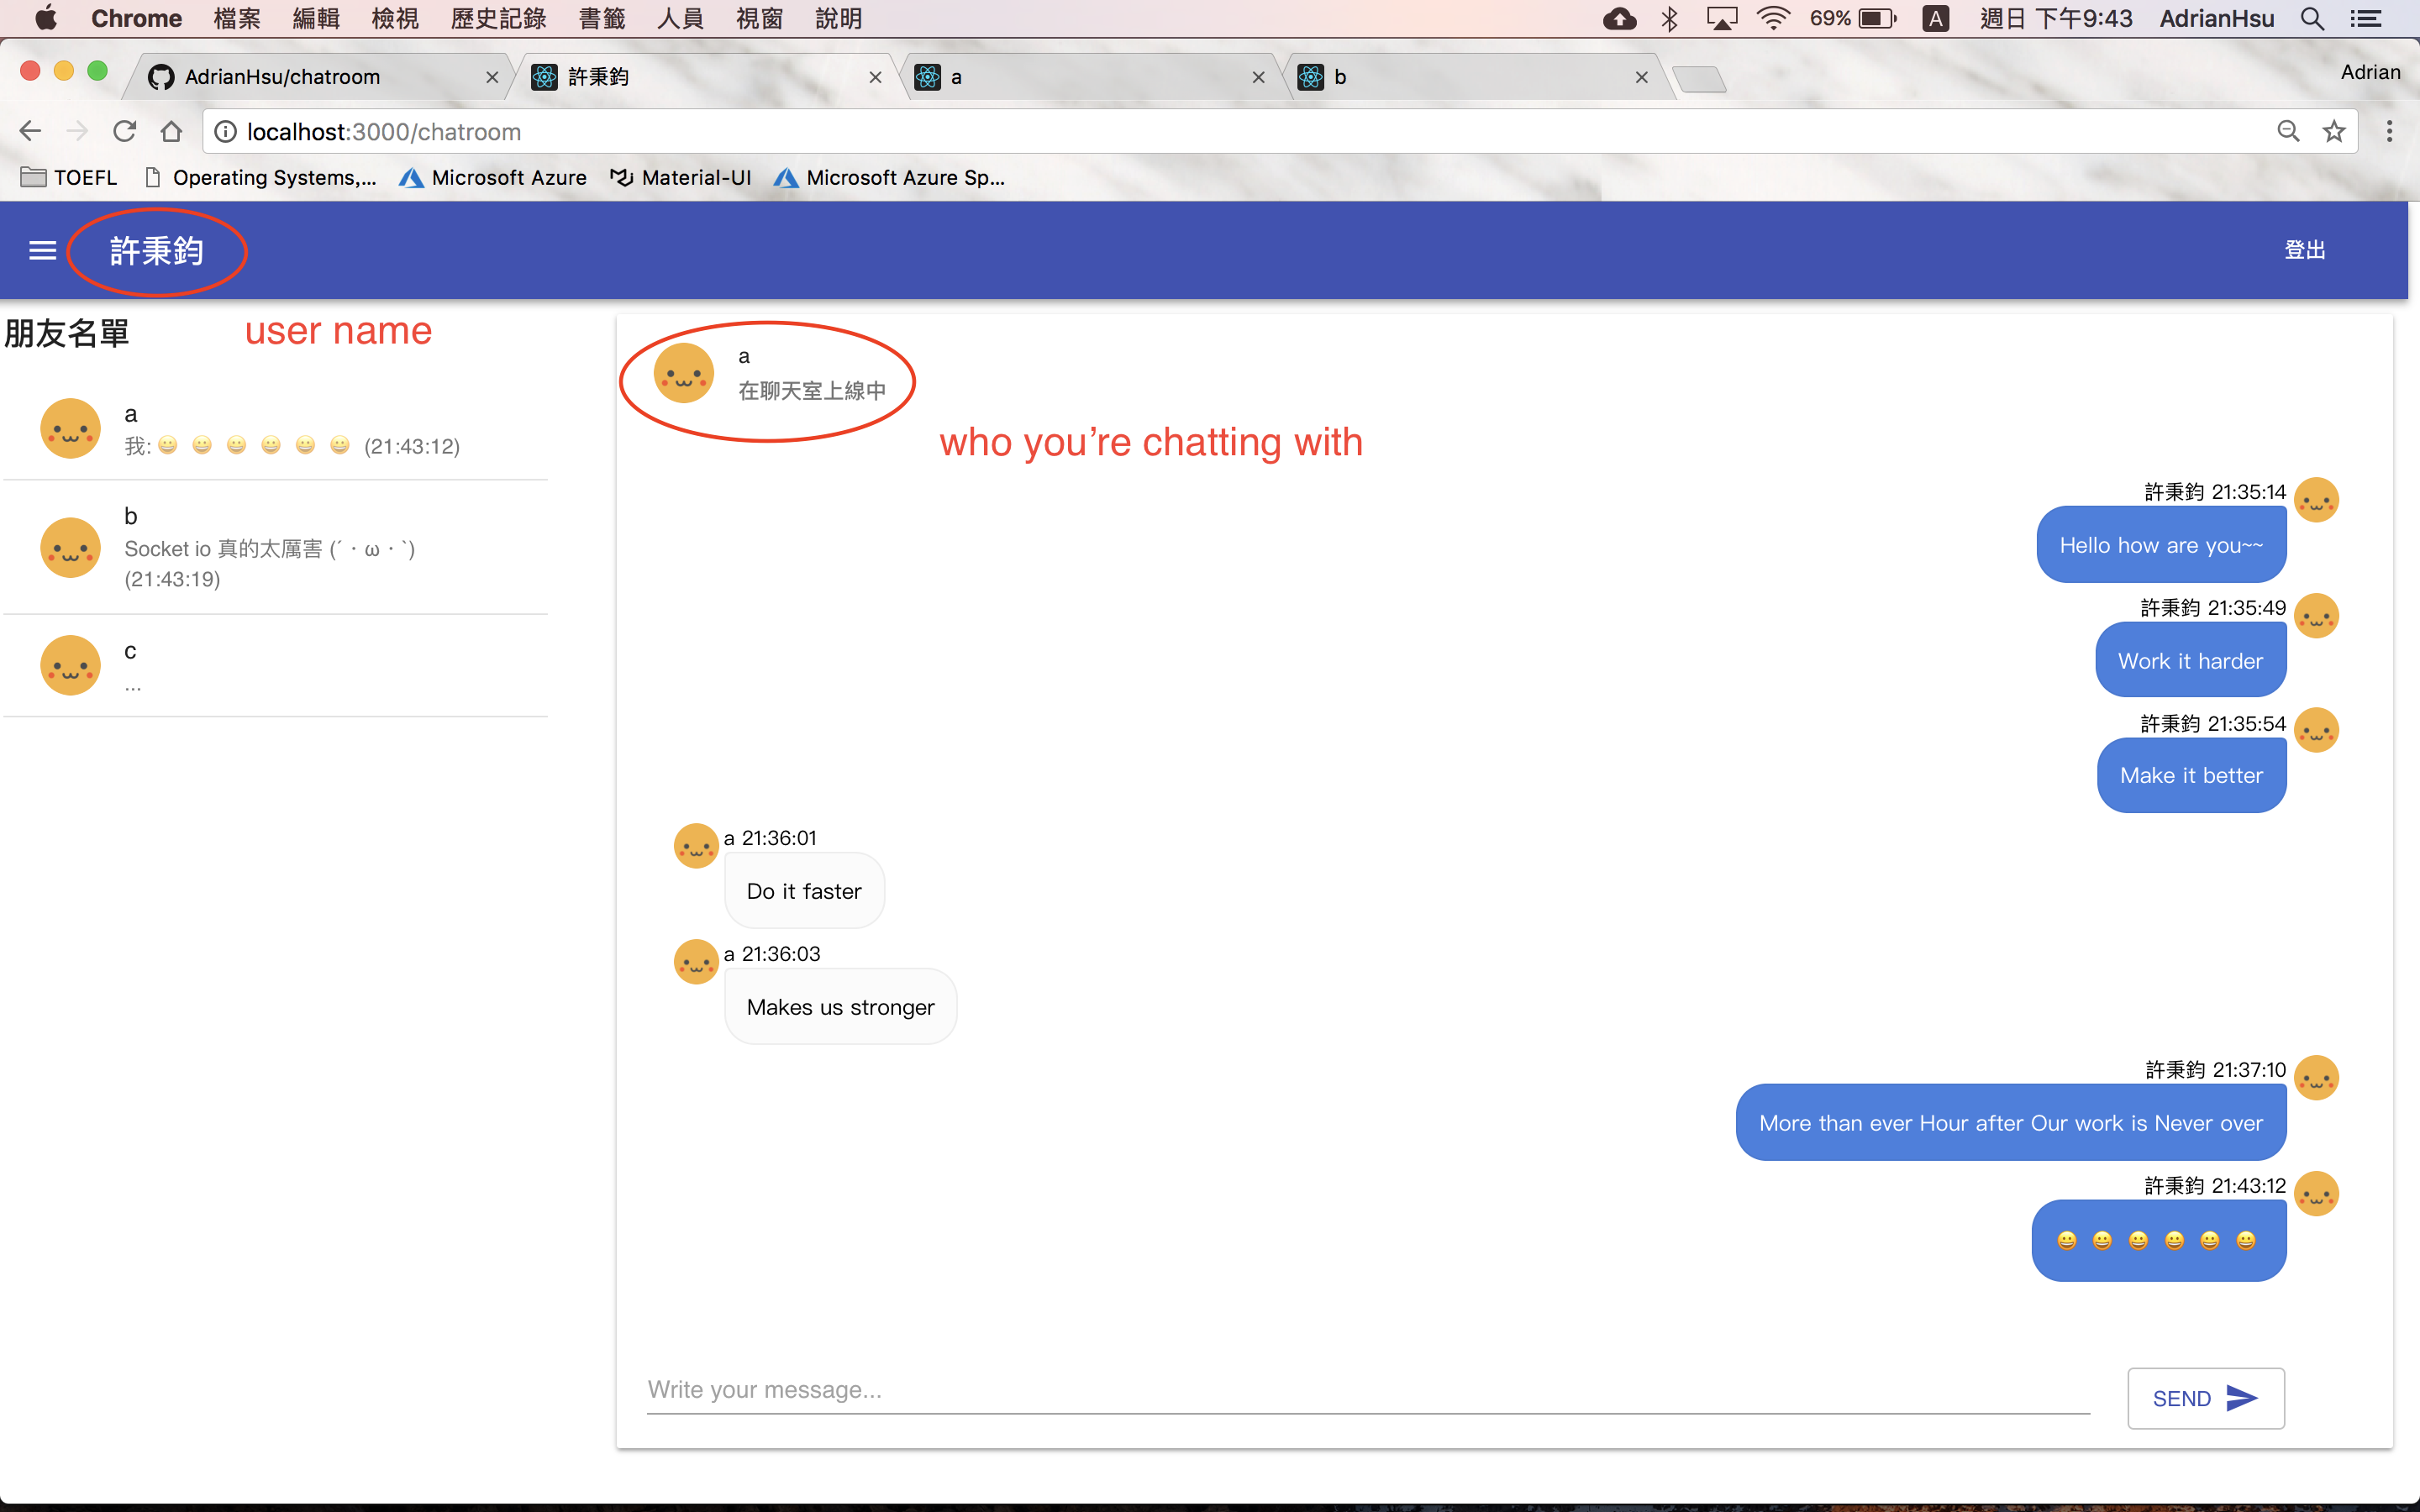 Chrome 檔案 編輯 檢視 歷史記錄 書籤 人員 視窗 說明 69% A 週日 下午9:43 AdrianHsu
AdrianHsu/chatroom 許秉鈞 a b Adrian
localhost:3000/chatroom
TOEFL Operating Systems,... Microsoft Azure Material-UI Microsoft Azure Sp...
許秉鈞 登出
朋友名單 user name
a
我: 😀 😀 😀 😀 😀 😀 (21:43:12)
b
Socket io 真的太厲害 (´・ω・`)
(21:43:19)
c
...
a
在聊天室上線中
who you’re chatting with
許秉鈞 21:35:14
Hello how are you~~
許秉鈞 21:35:49
Work it harder
許秉鈞 21:35:54
Make it better
a 21:36:01
Do it faster
a 21:36:03
Makes us stronger
許秉鈞 21:37:10
More than ever Hour after Our work is Never over
許秉鈞 21:43:12
😀 😀 😀 😀 😀 😀
Write your message...
SEND